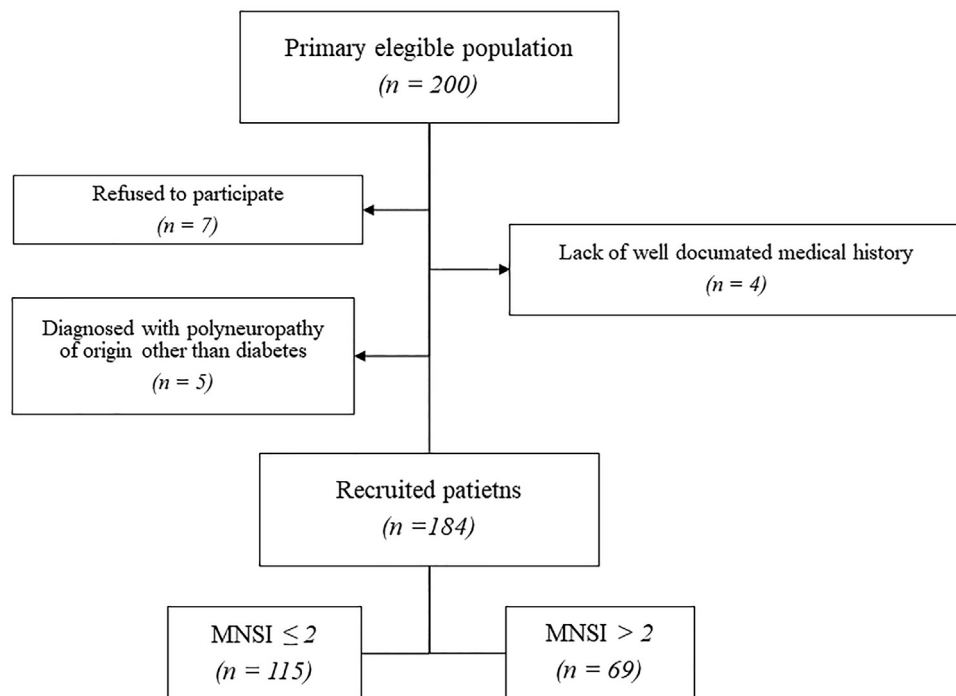 Primary elegible population
(n = 200)
Refused to participate
(n = 7)
Lack of well documated medical history
(n = 4)
Diagnosed with polyneuropathy
of origin other than diabetes
(n = 5)
Recruited patietns
(n =184)
MNSI ≤ 2
(n = 115)
MNSI > 2
(n = 69)